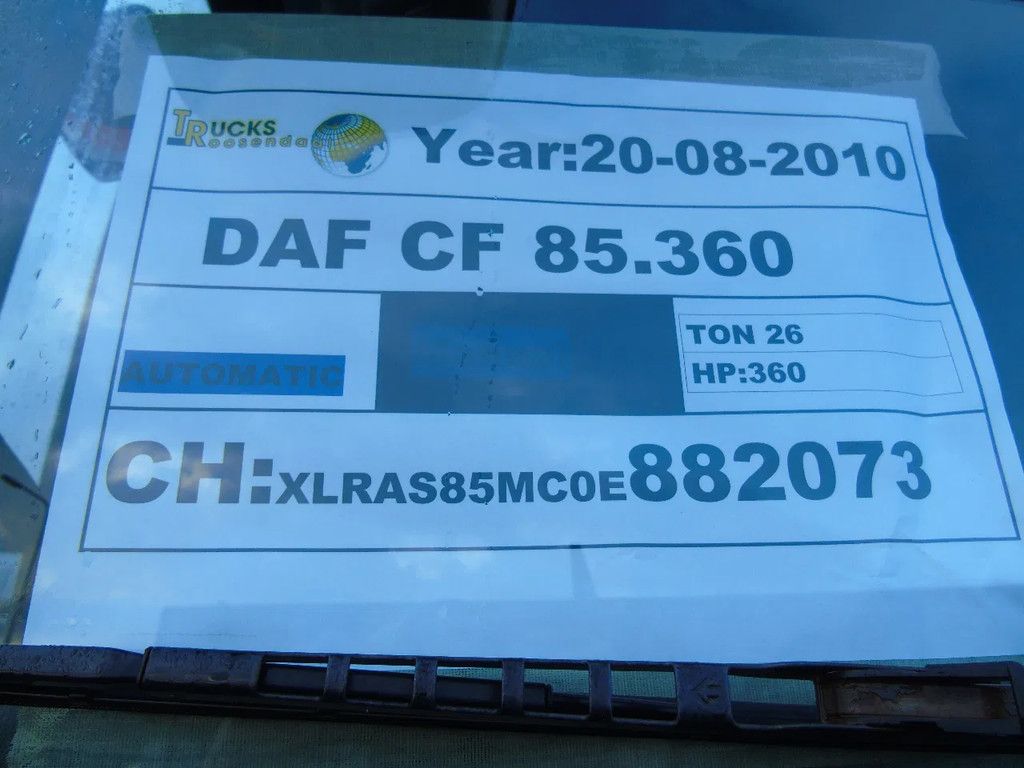 TRUCKS
Roosendaal
Year:20-08-2010
DAF CF 85.360
AUTOMATIC
TON 26
HP:360
CH:XLRAS85MC0E882073